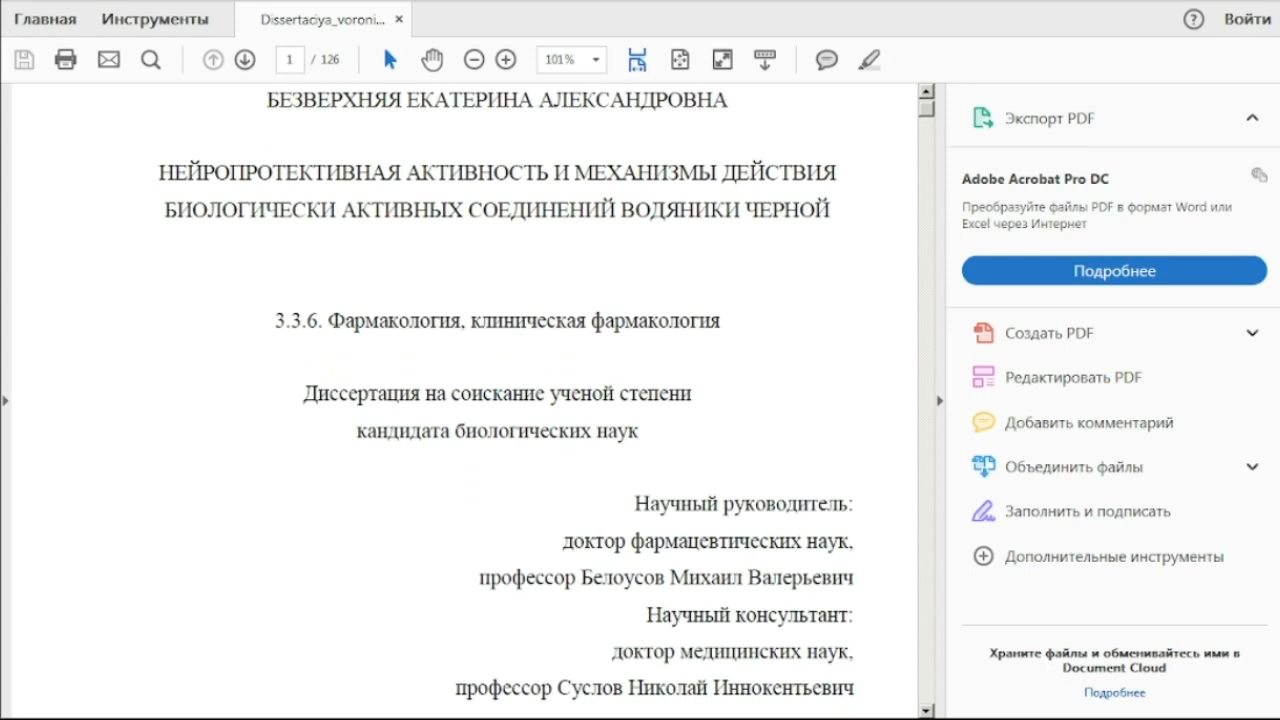 Главная Инструменты Dissertaciya_voroni... × Войти
1 / 126 101%
БЕЗВЕРХНЯЯ ЕКАТЕРИНА АЛЕКСАНДРОВНА
НЕЙРОПРОТЕКТИВНАЯ АКТИВНОСТЬ И МЕХАНИЗМЫ ДЕЙСТВИЯ
БИОЛОГИЧЕСКИ АКТИВНЫХ СОЕДИНЕНИЙ ВОДЯНИКИ ЧЕРНОЙ
3.3.6. Фармакология, клиническая фармакология
Диссертация на соискание ученой степени
кандидата биологических наук
Научный руководитель:
доктор фармацевтических наук,
профессор Белоусов Михаил Валерьевич
Научный консультант:
доктор медицинских наук,
профессор Суслов Николай Иннокентьевич
Экспорт PDF
Adobe Acrobat Pro DC
Преобразуйте файлы PDF в формат Word или
Excel через Интернет
Подробнее
Создать PDF
Редактировать PDF
Добавить комментарий
Объединить файлы
Заполнить и подписать
Дополнительные инструменты
Храните файлы и обменивайтесь ими в
Document Cloud
Подробнее